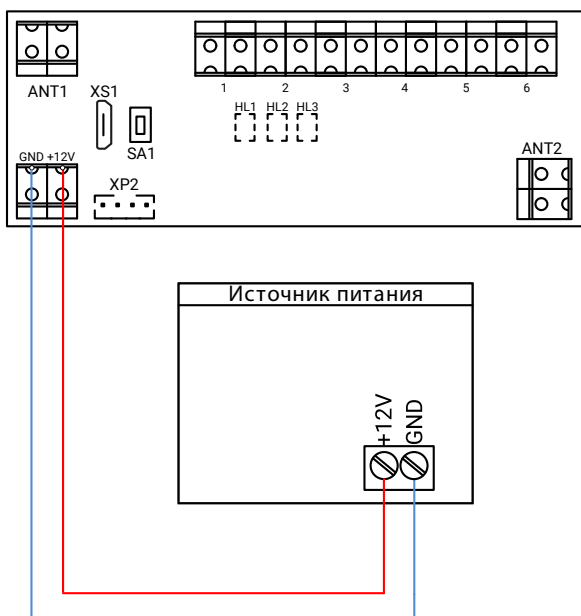 ANT1
XS1
SA1
1 2 3 4 5 6
HL1 HL2 HL3
ANT2
GND +12V
XP2
Источник питания
+12V
GND